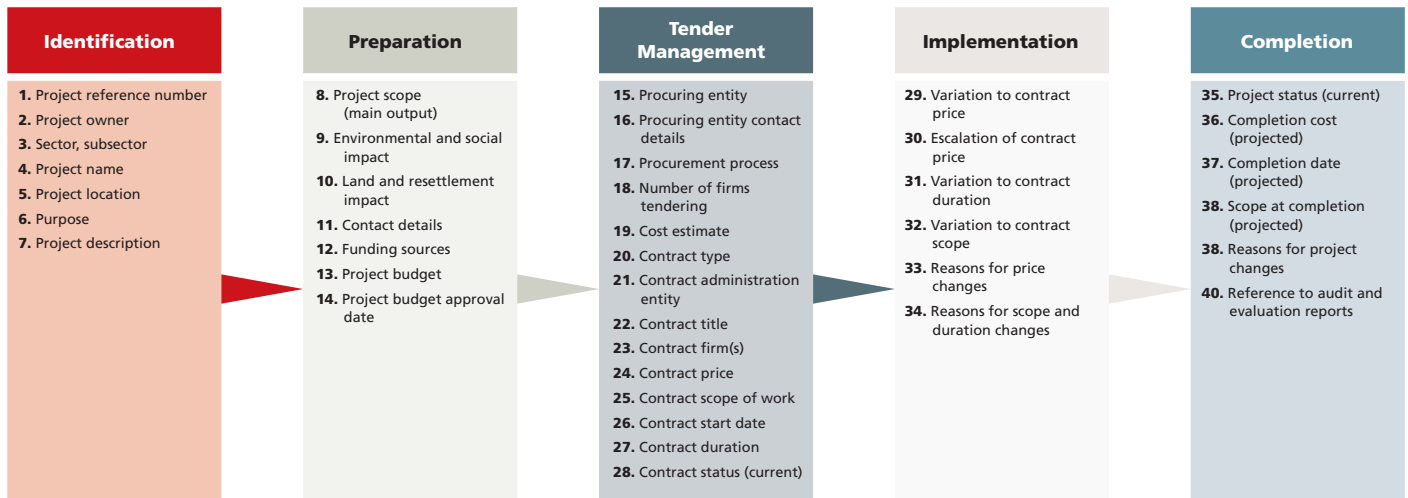 Identification
1. Project reference number
2. Project owner
3. Sector, subsector
4. Project name
5. Project location
6. Purpose
7. Project description
Preparation
8. Project scope
(main output)
9. Environmental and social
impact
10. Land and resettlement
impact
11. Contact details
12. Funding sources
13. Project budget
14. Project budget approval
date
Tender
Management
15. Procuring entity
16. Procuring entity contact
details
17. Procurement process
18. Number of firms
tendering
19. Cost estimate
20. Contract type
21. Contract administration
entity
22. Contract title
23. Contract firm(s)
24. Contract price
25. Contract scope of work
26. Contract start date
27. Contract duration
28. Contract status (current)
Implementation
29. Variation to contract
price
30. Escalation of contract
price
31. Variation to contract
duration
32. Variation to contract
scope
33. Reasons for price
changes
34. Reasons for scope and
duration changes
Completion
35. Project status (current)
36. Completion cost
(projected)
37. Completion date
(projected)
38. Scope at completion
(projected)
38. Reasons for project
changes
40. Reference to audit and
evaluation reports